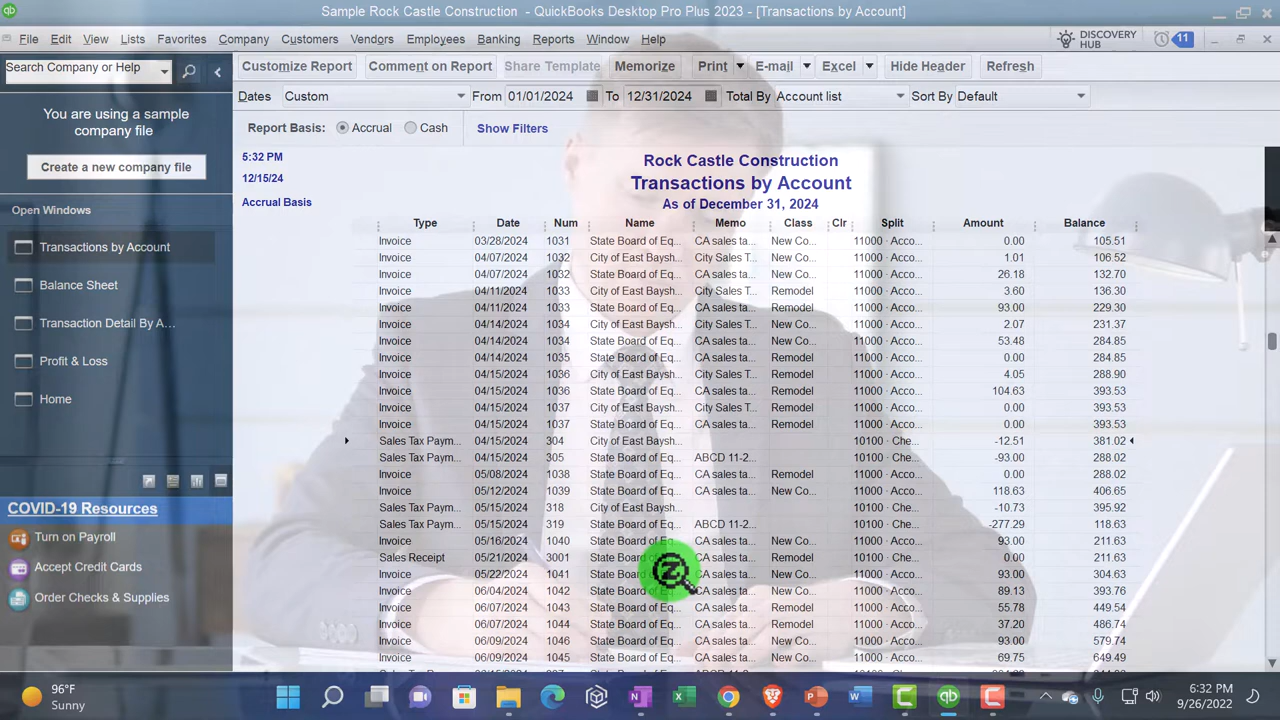 Sample Rock Castle Construction - QuickBooks Desktop Pro Plus 2023 - [Transactions by Account]
File Edit View Lists Favorites Company Customers Vendors Employees Banking Reports Window Help
DISCOVERY HUB 11
Search Company or Help
Customize Report Comment on Report Share Template Memorize Print E-mail Excel Hide Header Refresh
Dates Custom From 01/01/2024 To 12/31/2024 Total By Account list Sort By Default
Report Basis: Accrual Cash Show Filters
You are using a sample
company file
Create a new company file
Open Windows
Transactions by Account
Balance Sheet
Transaction Detail By A...
Profit & Loss
Home
COVID-19 Resources
Turn on Payroll
Accept Credit Cards
Order Checks & Supplies
5:32 PM
12/15/24
Accrual Basis
Rock Castle Construction
Transactions by Account
As of December 31, 2024
Type Date Num Name Memo Class Clr Split Amount Balance
Invoice 03/28/2024 1031 State Board of Eq... CA sales ta... New Co... 11000 · Acco... 0.00 105.51
Invoice 04/07/2024 1032 City of East Baysh... City Sales T... New Co... 11000 · Acco... 1.01 106.52
Invoice 04/07/2024 1032 State Board of Eq... CA sales ta... New Co... 11000 · Acco... 26.18 132.70
Invoice 04/11/2024 1033 City of East Baysh... City Sales T... Remodel 11000 · Acco... 3.60 136.30
Invoice 04/11/2024 1033 State Board of Eq... CA sales ta... Remodel 11000 · Acco... 93.00 229.30
Invoice 04/14/2024 1034 City of East Baysh... City Sales T... New Co... 11000 · Acco... 2.07 231.37
Invoice 04/14/2024 1034 State Board of Eq... CA sales ta... New Co... 11000 · Acco... 53.48 284.85
Invoice 04/14/2024 1035 State Board of Eq... CA sales ta... Remodel 11000 · Acco... 0.00 284.85
Invoice 04/15/2024 1036 City of East Baysh... City Sales T... Remodel 11000 · Acco... 4.05 288.90
Invoice 04/15/2024 1036 State Board of Eq... CA sales ta... Remodel 11000 · Acco... 104.63 393.53
Invoice 04/15/2024 1037 City of East Baysh... City Sales T... Remodel 11000 · Acco... 0.00 393.53
Invoice 04/15/2024 1037 State Board of Eq... CA sales ta... Remodel 11000 · Acco... 0.00 393.53
Sales Tax Paym... 04/15/2024 304 City of East Baysh... 10100 · Che... -12.51 381.02
Sales Tax Paym... 04/15/2024 305 State Board of Eq... ABCD 11-2... 10100 · Che... -93.00 288.02
Invoice 05/08/2024 1038 State Board of Eq... CA sales ta... Remodel 11000 · Acco... 0.00 288.02
Invoice 05/12/2024 1039 State Board of Eq... CA sales ta... New Co... 11000 · Acco... 118.63 406.65
Sales Tax Paym... 05/15/2024 318 City of East Baysh... 10100 · Che... -10.73 395.92
Sales Tax Paym... 05/15/2024 319 State Board of Eq... ABCD 11-2... 10100 · Che... -277.29 118.63
Invoice 05/16/2024 1040 State Board of Eq... CA sales ta... New Co... 11000 · Acco... 93.00 211.63
Sales Receipt 05/21/2024 3001 State Board CA sales ta... Remodel 10100 · Che... 0.00 211.63
Invoice 05/22/2024 1041 State Board CA sales ta... New Co... 11000 · Acco... 93.00 304.63
Invoice 06/04/2024 1042 State Board of Eq... CA sales ta... New Co... 11000 · Acco... 89.13 393.76
Invoice 06/07/2024 1043 State Board of Eq... CA sales ta... Remodel 11000 · Acco... 55.78 449.54
Invoice 06/07/2024 1044 State Board of Eq... CA sales ta... Remodel 11000 · Acco... 37.20 486.74
Invoice 06/09/2024 1046 State Board of Eq... CA sales ta... New Co... 11000 · Acco... 93.00 579.74
Invoice 06/09/2024 1045 State Board of Eq... CA sales ta... New Co... 11000 · Acco... 69.75 649.49
96°F
Sunny
6:32 PM
9/26/2022